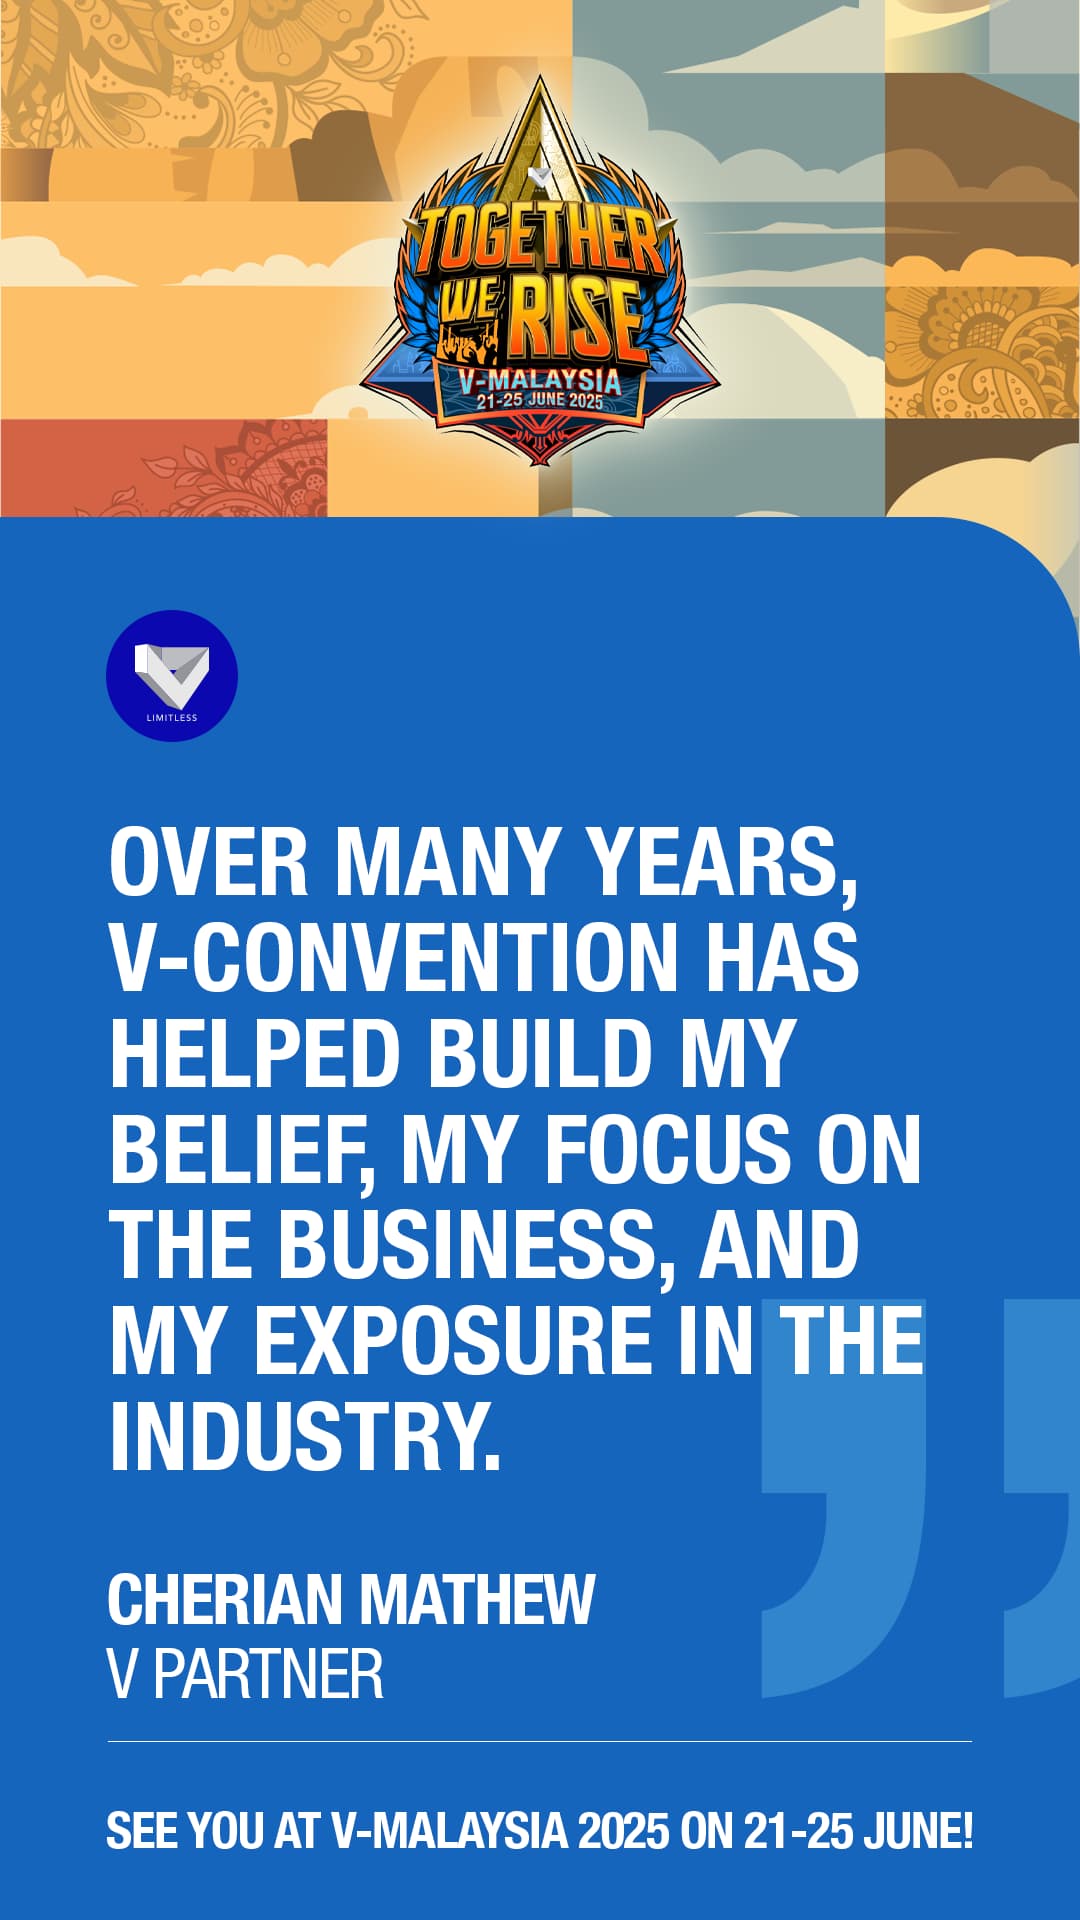 TOGETHER
WE RISE
V-MALAYSIA
21-25 JUNE 2025
LIMITLESS
OVER MANY YEARS,
V-CONVENTION HAS
HELPED BUILD MY
BELIEF, MY FOCUS ON
THE BUSINESS, AND
MY EXPOSURE IN THE
INDUSTRY.
CHERIAN MATHEW
V PARTNER
SEE YOU AT V-MALAYSIA 2025 ON 21-25 JUNE!